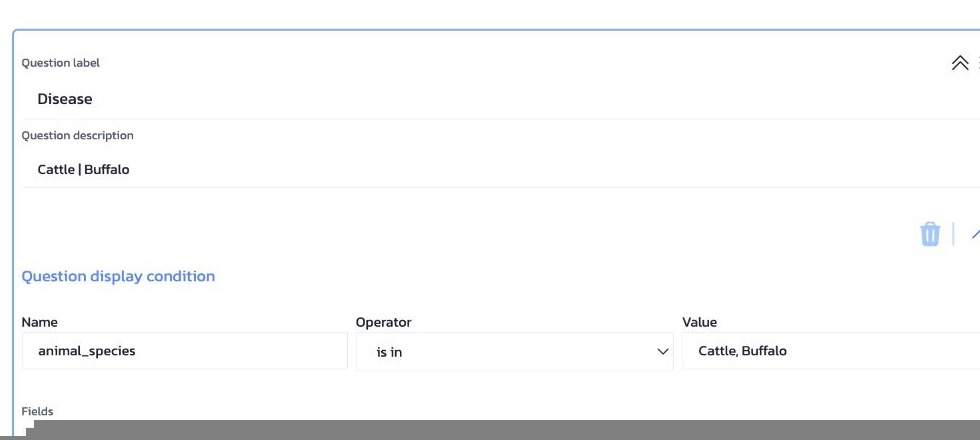 Question label
Disease
Question description
Cattle | Buffalo
Question display condition
Name Operator Value
animal_species is in Cattle, Buffalo
Fields